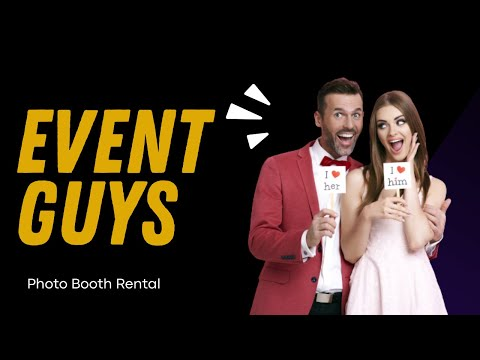 EVENT
GUYS
Photo Booth Rental
I ❤
her
I ❤
him